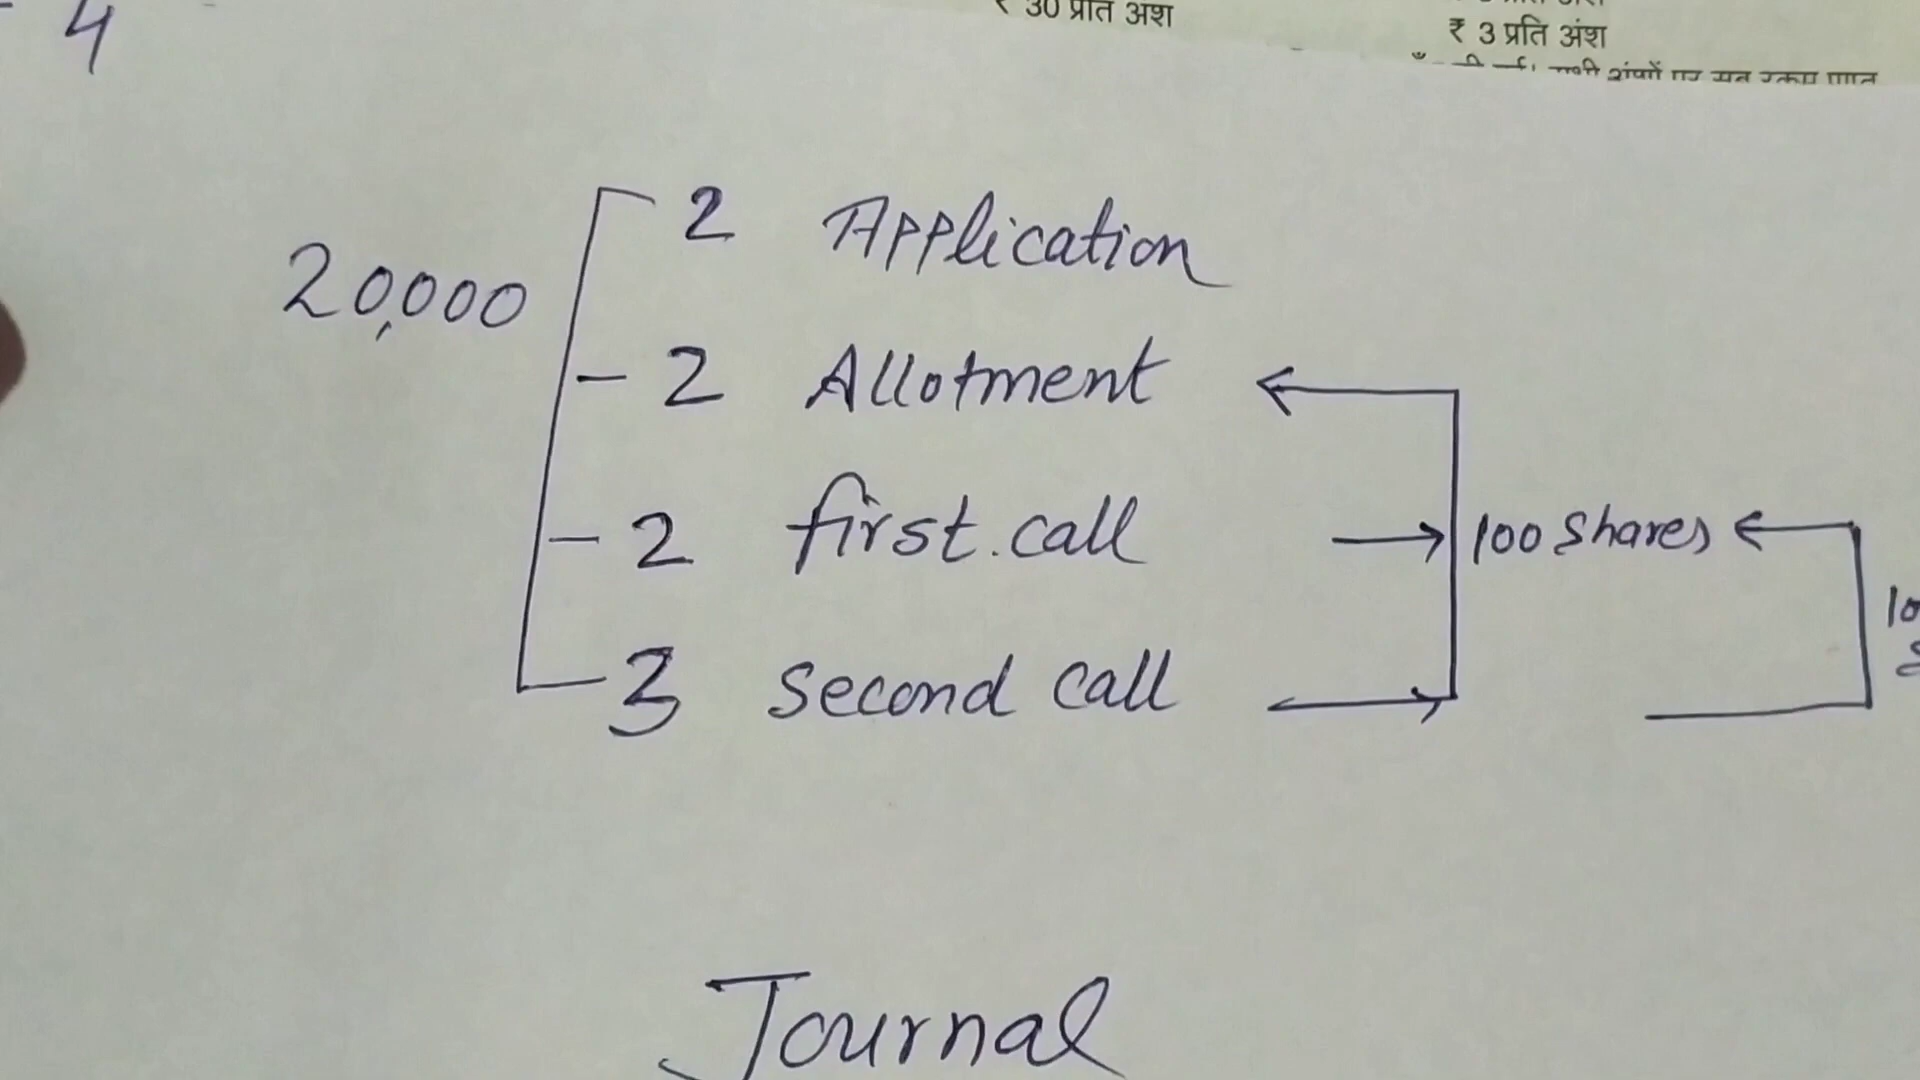 4
₹ 30 प्रति अंश
₹ 3 प्रति अंश
20,000
2 Application
- 2 Allotment
- 2 first.call
100 Shares
3 Second call
Journal